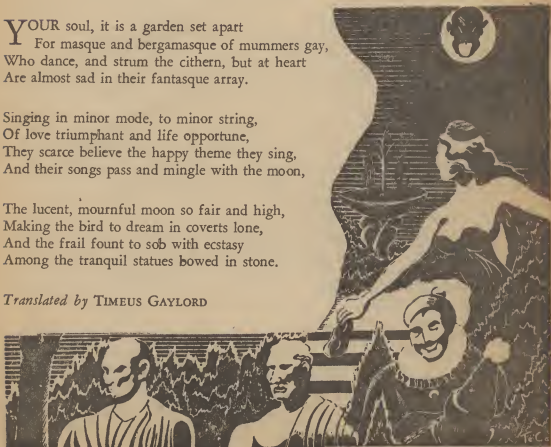 YOUR soul, it is a garden set apart
For masque and bergamasque of mummers gay,
Who dance, and strum the cithern, but at heart
Are almost sad in their fantasque array.

Singing in minor mode, to minor string,
Of love triumphant and life opportune,
They scarce believe the happy theme they sing,
And their songs pass and mingle with the moon,

The lucent, mournful moon so fair and high,
Making the bird to dream in coverts lone,
And the frail fount to sob with ecstasy
Among the tranquil statues bowed in stone.

Translated by TIMEUS GAYLORD